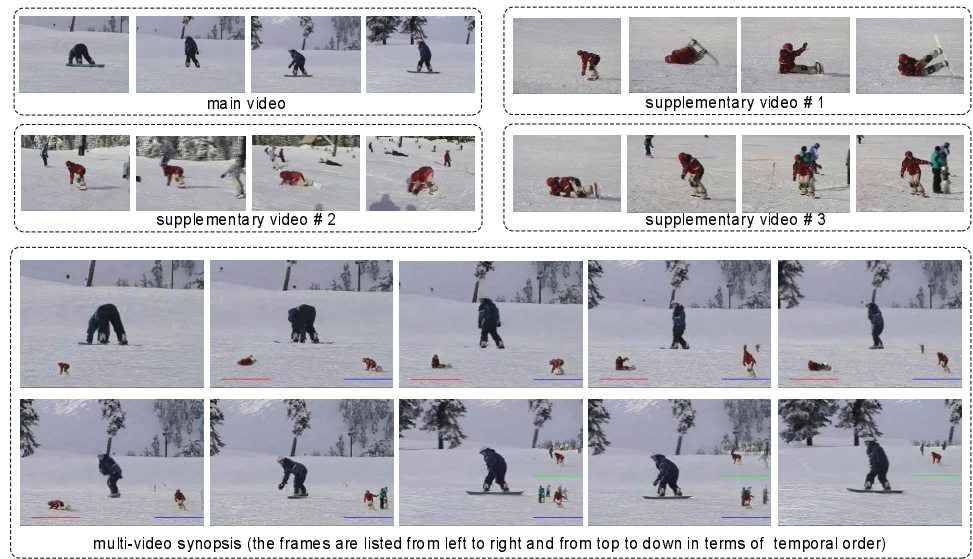 main video
supplementary video # 1
supplementary video # 2
supplementary video # 3
multi-video synopsis (the frames are listed from left to right and from top to down in terms of temporal order)